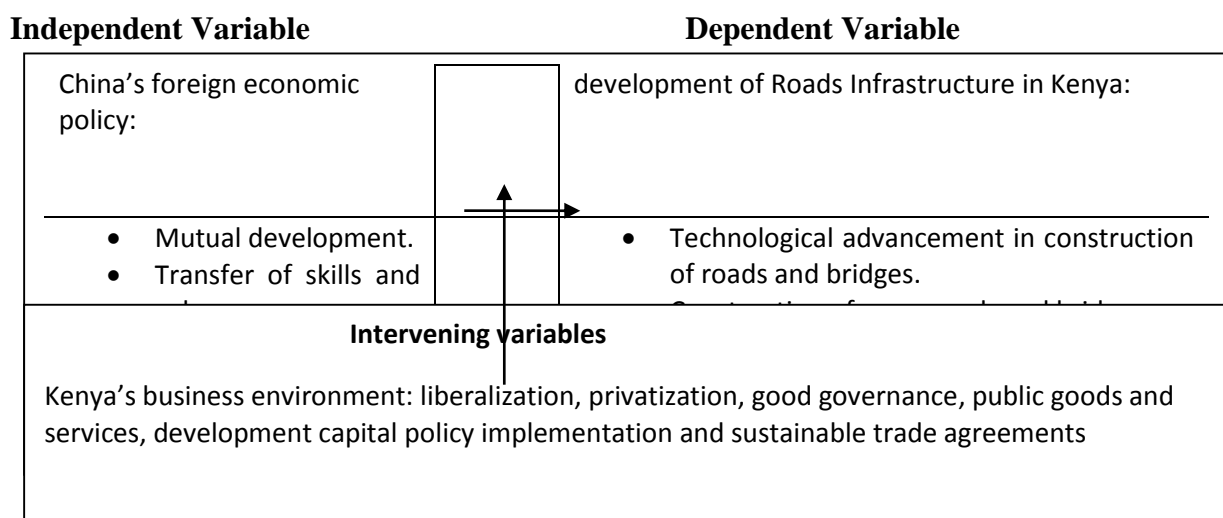 Independent Variable
Dependent Variable
China’s foreign economic
policy:
development of Roads Infrastructure in Kenya:
• Mutual development.
• Transfer of skills and
• Technological advancement in construction
of roads and bridges.
Intervening variables
Kenya’s business environment: liberalization, privatization, good governance, public goods and
services, development capital policy implementation and sustainable trade agreements